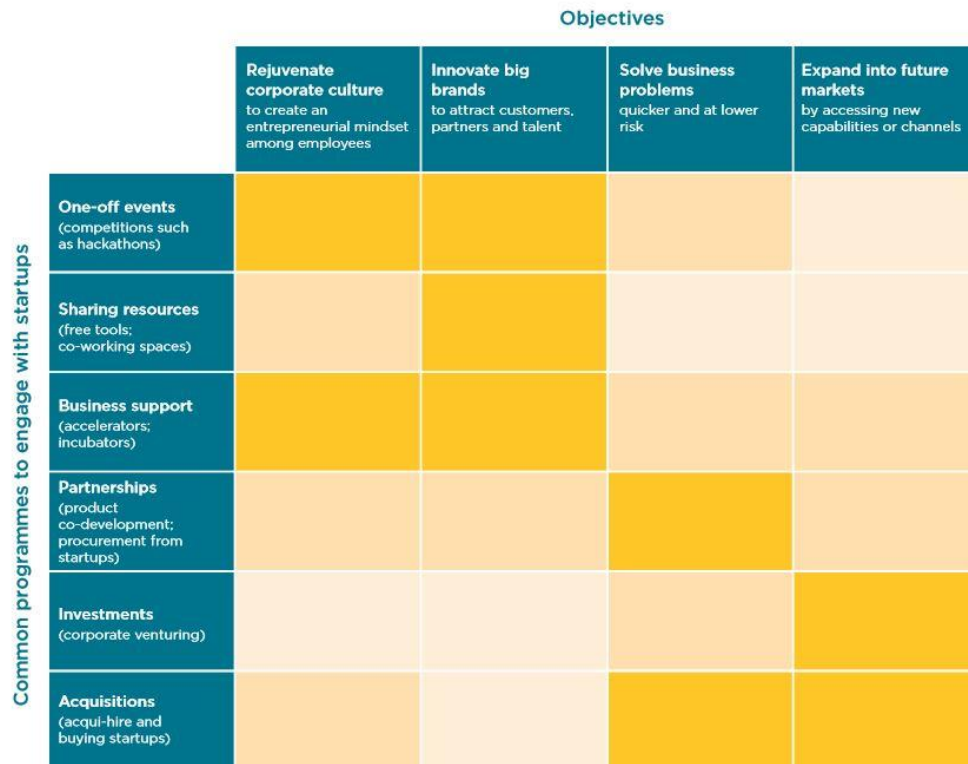 Objectives
Rejuvenate
corporate culture
to create an
entrepreneurial mindset
among employees
Innovate big
brands
to attract customers,
partners and talent
Solve business
problems
quicker and at lower
risk
Expand into future
markets
by accessing new
capabilities or channels
Common programmes to engage with startups
One-off events
(competitions such
as hackathons)
Sharing resources
(free tools;
co-working spaces)
Business support
(accelerators;
incubators)
Partnerships
(product
co-development;
procurement from
startups)
Investments
(corporate venturing)
Acquisitions
(acqui-hire and
buying startups)